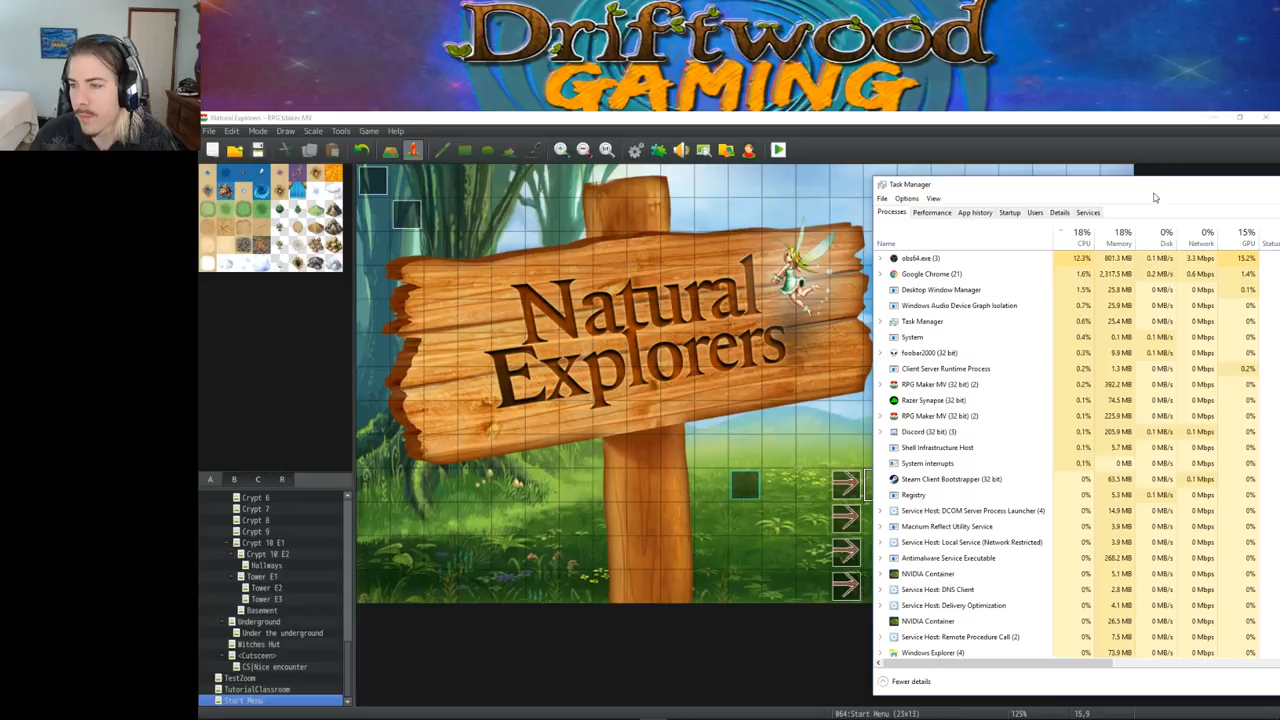 Driftwood
GAMING
Natural Explorers - RPG Maker MV
File Edit Mode Draw Scale Tools Game Help
Natural
Explorers
A B C R
Crypt 6
Crypt 7
Crypt 8
Crypt 9
Crypt 10 E1
Crypt 10 E2
Hallways
Tower E1
Tower E2
Tower E3
Basement
Underground
Under the underground
Witches Hut
<Cutsceen>
CS|Nice encounter
TestZoom
TutorialClassroom
Start Menu
Task Manager
File Options View
Processes Performance App history Startup Users Details Services
18% 18% 0% 0% 15%
Name CPU Memory Disk Network GPU Status
obs64.exe (3) 12.3% 801.3 MB 0.1 MB/s 3.3 Mbps 15.2%
Google Chrome (21) 1.5% 2,317.5 MB 0.2 MB/s 0.6 Mbps 1.4%
Desktop Window Manager 1.6% 25.8 MB 0 MB/s 0 Mbps 0.1%
Windows Audio Device Graph Isolation 0.7% 25.9 MB 0 MB/s 0 Mbps 0%
Task Manager 0.6% 25.4 MB 0 MB/s 0 Mbps 0%
System 0.4% 0.1 MB 0.1 MB/s 0 Mbps 0%
foobar2000 (32 bit) 0.3% 9.9 MB 0.1 MB/s 0 Mbps 0%
Client Server Runtime Process 0.2% 1.3 MB 0 MB/s 0 Mbps 0.2%
RPG Maker MV (32 bit) (2) 0.2% 392.2 MB 0 MB/s 0 Mbps 0%
Razer Synapse (32 bit) 0.1% 74.5 MB 0 MB/s 0 Mbps 0%
RPG Maker MV (32 bit) (2) 0.1% 225.9 MB 0 MB/s 0 Mbps 0%
Discord (32 bit) (3) 0.1% 205.9 MB 0.1 MB/s 0.1 Mbps 0%
Shell Infrastructure Host 0.1% 5.7 MB 0 MB/s 0 Mbps 0%
System interrupts 0.1% 0 MB 0 MB/s 0 Mbps 0%
Steam Client Bootstrapper (32 bit) 0% 63.5 MB 0 MB/s 0.1 Mbps 0%
Registry 0% 5.3 MB 0.1 MB/s 0 Mbps 0%
Service Host: DCOM Server Process Launcher (4) 0% 14.9 MB 0 MB/s 0 Mbps 0%
Macrium Reflect Utility Service 0% 3.9 MB 0 MB/s 0 Mbps 0%
Service Host: Local Service (Network Restricted) 0% 3.9 MB 0 MB/s 0 Mbps 0%
Antimalware Service Executable 0% 268.2 MB 0 MB/s 0 Mbps 0%
NVIDIA Container 0% 5.1 MB 0 MB/s 0 Mbps 0%
Service Host: DNS Client 0% 2.8 MB 0 MB/s 0 Mbps 0%
Service Host: Delivery Optimization 0% 4.1 MB 0 MB/s 0 Mbps 0%
NVIDIA Container 0% 26.5 MB 0 MB/s 0 Mbps 0%
Service Host: Remote Procedure Call (2) 0% 7.5 MB 0 MB/s 0 Mbps 0%
Windows Explorer (4) 0% 73.9 MB 0 MB/s 0 Mbps 0%
Fewer details
064:Start Menu (23×13) 125% 15,9